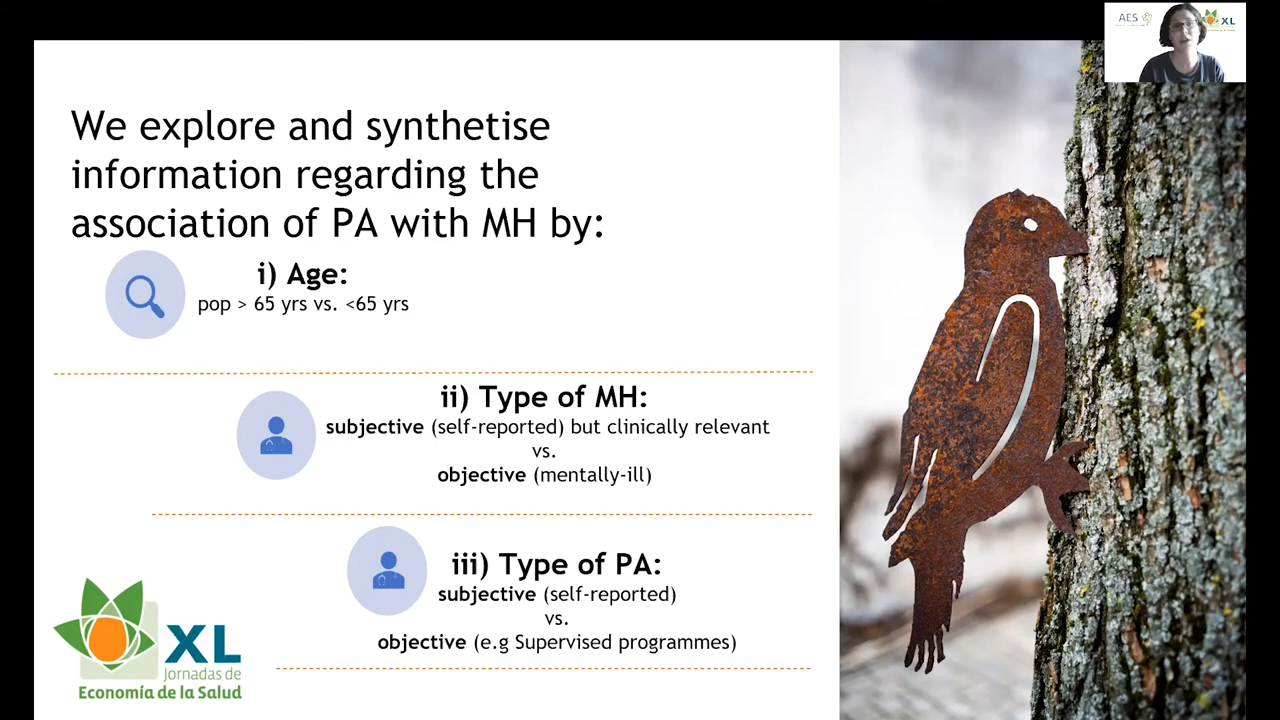 AES
XL
We explore and synthetise
information regarding the
association of PA with MH by:
i) Age:
pop > 65 yrs vs. <65 yrs
ii) Type of MH:
subjective (self-reported) but clinically relevant
vs.
objective (mentally-ill)
iii) Type of PA:
subjective (self-reported)
vs.
objective (e.g Supervised programmes)
XL
Jornadas de
Economía de la Salud